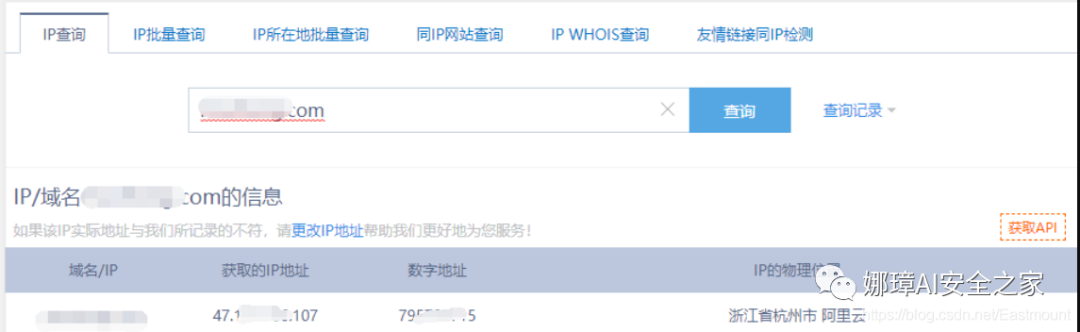 IP查询 IP批量查询 IP所在地批量查询 同IP网站查询 IP WHOIS查询 友情链接同IP检测
.com 查询 查询记录
IP/域名 .com的信息
如果该IP实际地址与我们所记录的不符，请更改IP地址帮助我们更好地为您服务！
获取API
域名/IP 获取的IP地址 数字地址 IP的物理位置
娜璋AI安全之家
47.1 .107 795 5 浙江省杭州市 阿里云
https://blog.csdn.net/Eastmount